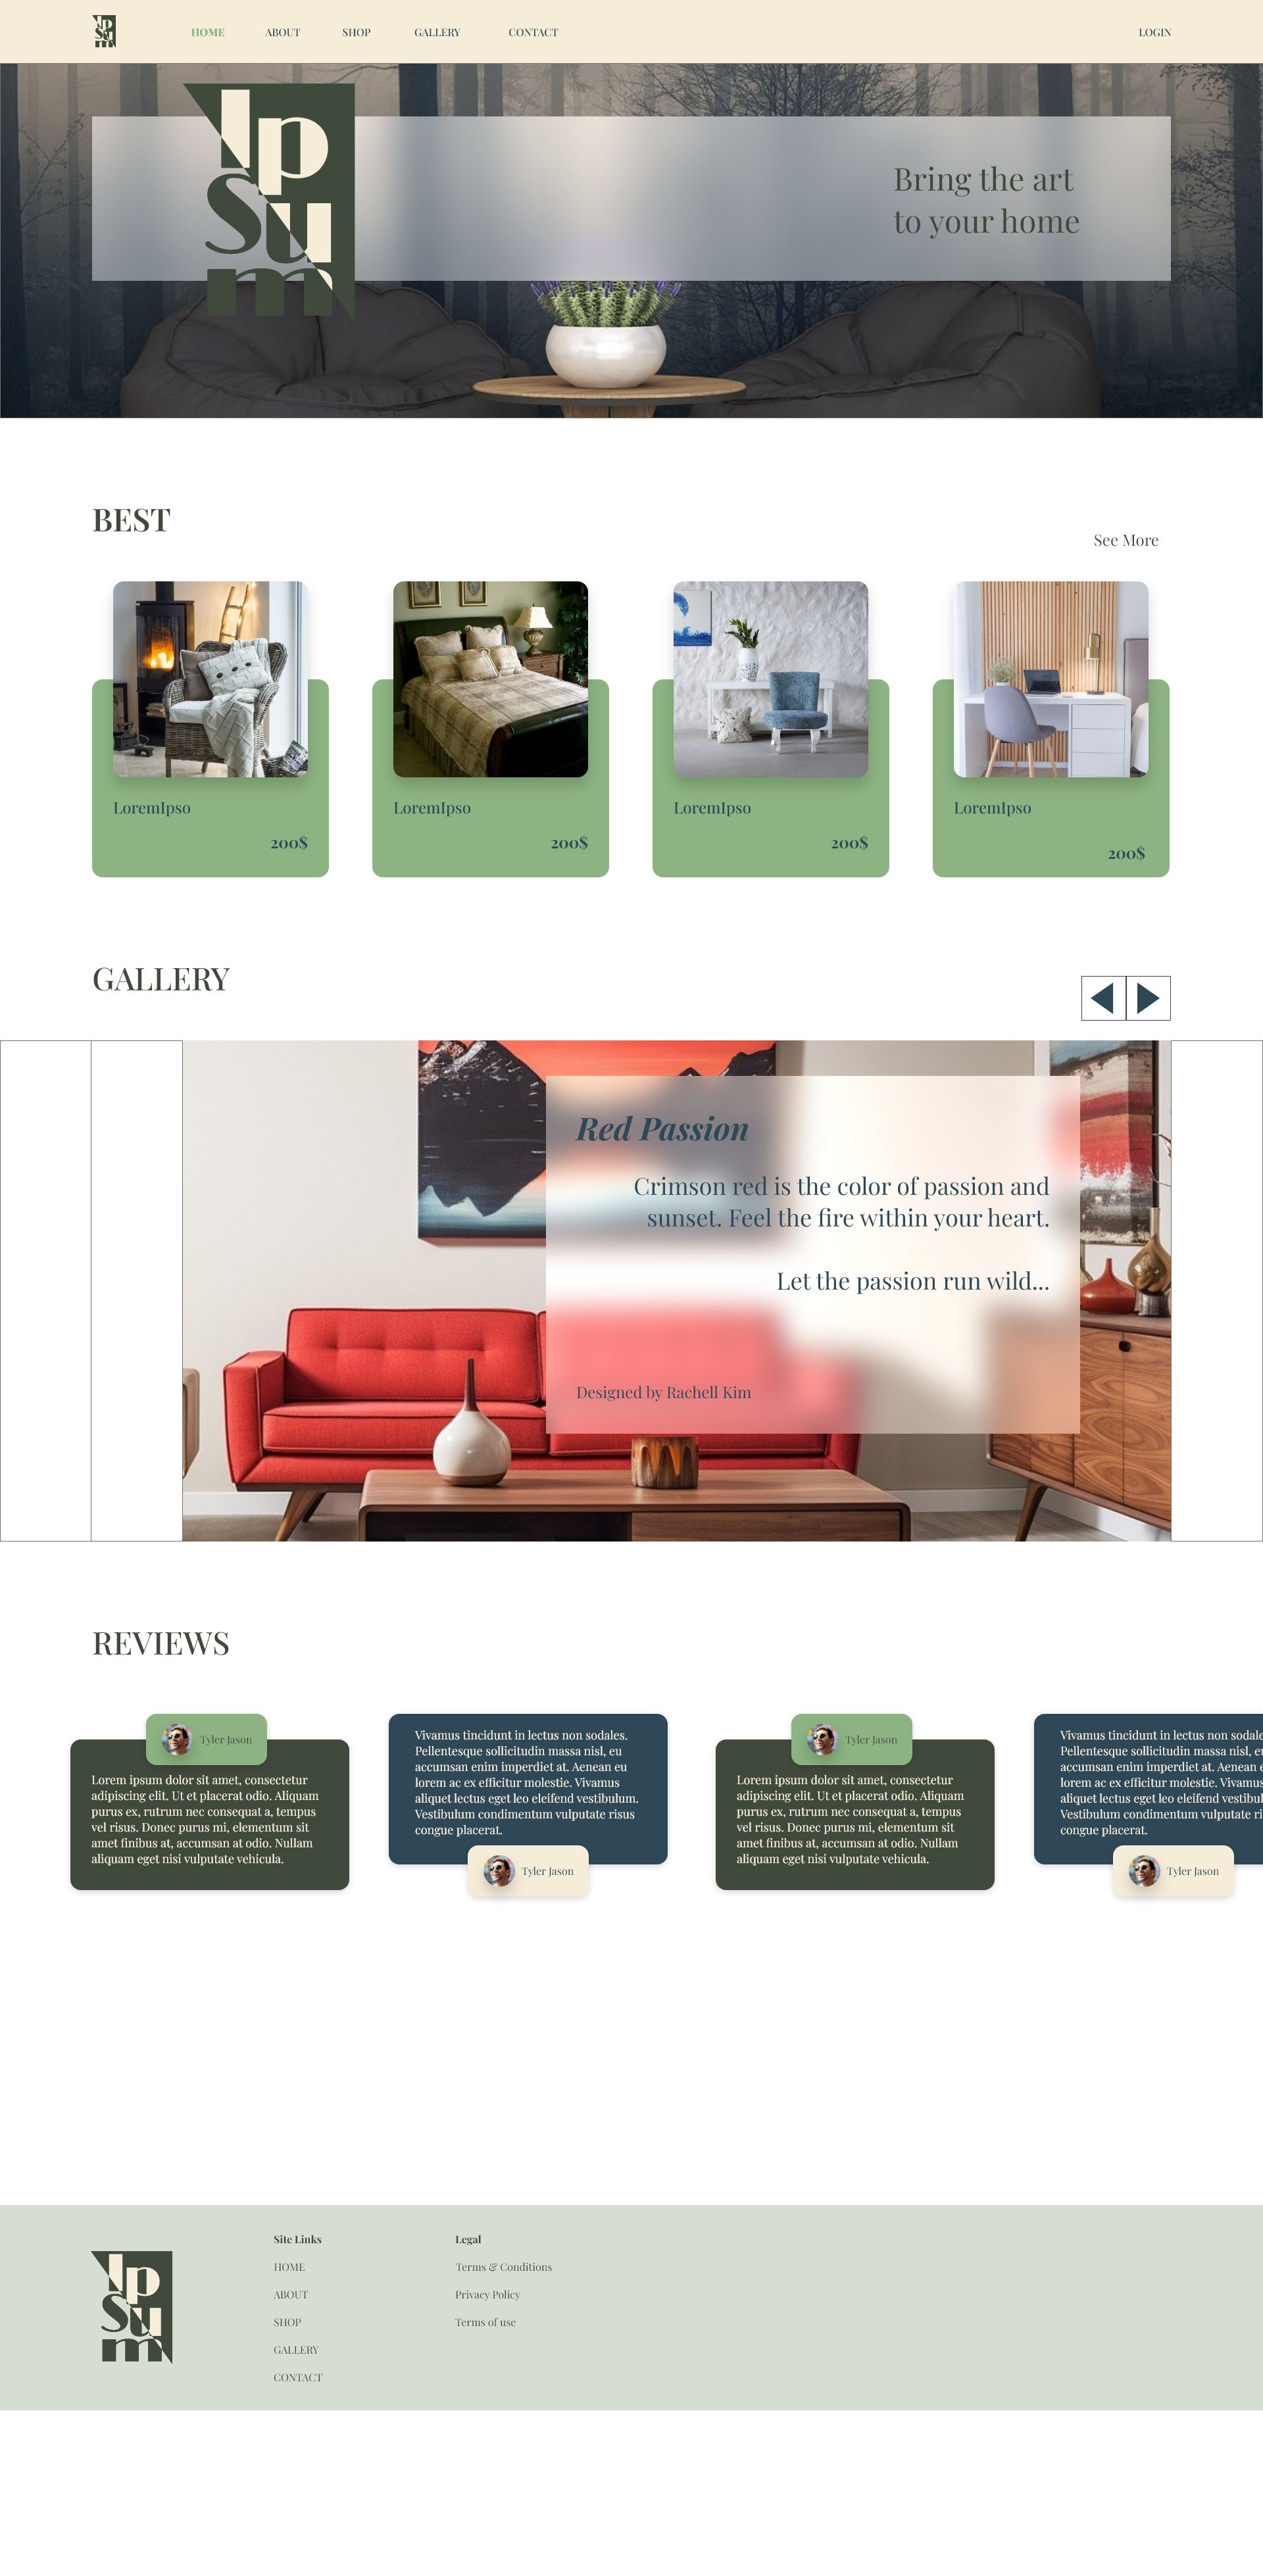 Ip
Su
m
HOME ABOUT SHOP GALLERY CONTACT LOGIN
Ip
Su
m
Bring the art
to your home
BEST
See More
LoremIpso
200$
LoremIpso
200$
LoremIpso
200$
LoremIpso
200$
GALLERY
Red Passion
Crimson red is the color of passion and
sunset. Feel the fire within your heart.
Let the passion run wild...
Designed by Rachell Kim
REVIEWS
Tyler Jason
Lorem ipsum dolor sit amet, consectetur
adipiscing elit. Ut et placerat odio. Aliquam
purus ex, rutrum nec consequat a, tempus
vel risus. Donec purus mi, elementum sit
amet finibus at, accumsan at odio. Nullam
aliquam eget nisi vulputate vehicula.
Vivamus tincidunt in lectus non sodales.
Pellentesque sollicitudin massa nisl, eu
accumsan enim imperdiet at. Aenean eu
lorem ac ex efficitur molestie. Vivamus
aliquet lectus eget leo eleifend vestibulum.
Vestibulum condimentum vulputate risus
congue placerat.
Tyler Jason
Tyler Jason
Lorem ipsum dolor sit amet, consectetur
adipiscing elit. Ut et placerat odio. Aliquam
purus ex, rutrum nec consequat a, tempus
vel risus. Donec purus mi, elementum sit
amet finibus at, accumsan at odio. Nullam
aliquam eget nisi vulputate vehicula.
Vivamus tincidunt in lectus non sodale
Pellentesque sollicitudin massa nisl, eu
accumsan enim imperdiet at. Aenean e
lorem ac ex efficitur molestie. Vivamus
aliquet lectus eget leo eleifend vestibul
Vestibulum condimentum vulputate ri
congue placerat.
Tyler Jason
Ip
Su
m
Site Links
HOME
ABOUT
SHOP
GALLERY
CONTACT
Legal
Terms & Conditions
Privacy Policy
Terms of use